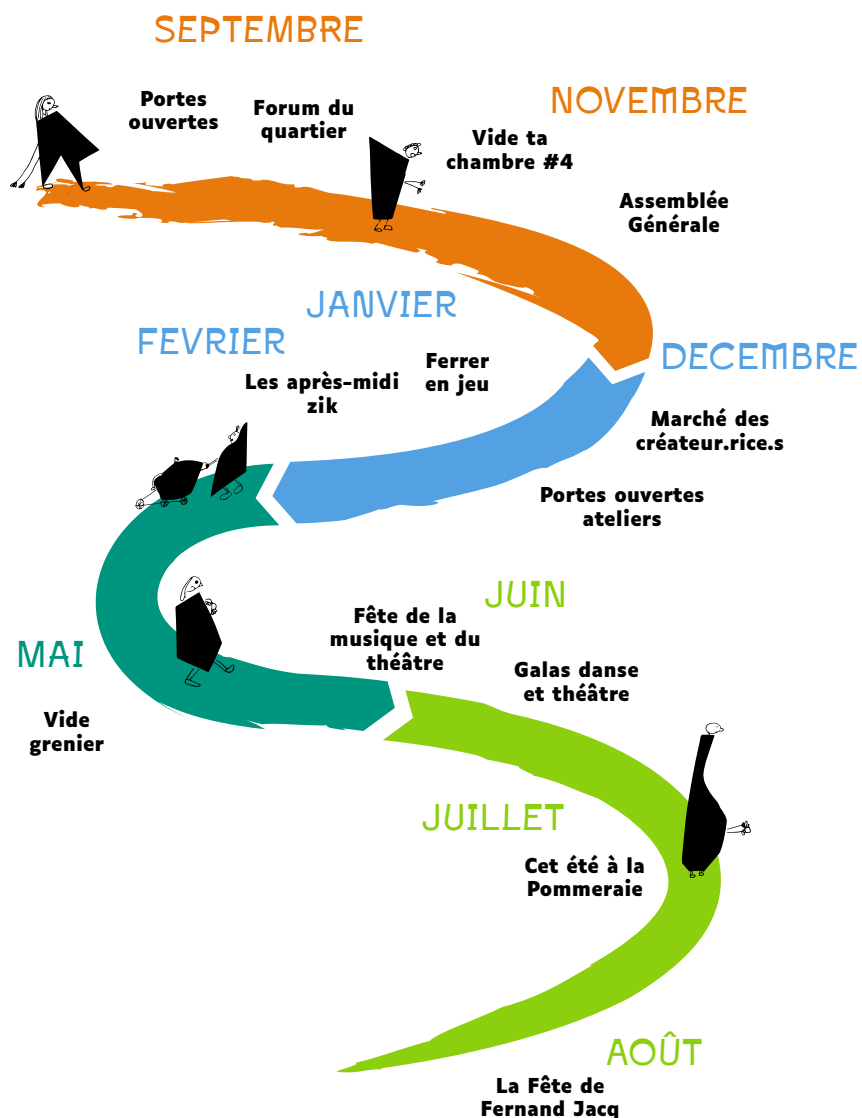 SEPTEMBRE
Portes
ouvertes
Forum du
quartier
NOVEMBRE
Vide ta
chambre #4
Assemblée
Générale
DECEMBRE
Marché des
créateur.rice.s
Portes ouvertes
ateliers
JANVIER
Ferrer
en jeu
FEVRIER
Les après-midi
zik
MAI
Vide
grenier
JUIN
Fête de la
musique et du
théâtre
Galas danse
et théâtre
JUILLET
Cet été à la
Pommeraie
AOÛT
La Fête de
Fernand Jacq